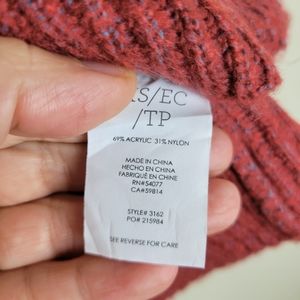 XS/EC
/TP
69% ACRYLIC 31% NYLON
MADE IN CHINA
HECHO EN CHINA
FABRIQUÉ EN CHINE
RN#54077
CA#59814
STYLE# 3162
PO# 215984
SEE REVERSE FOR CARE